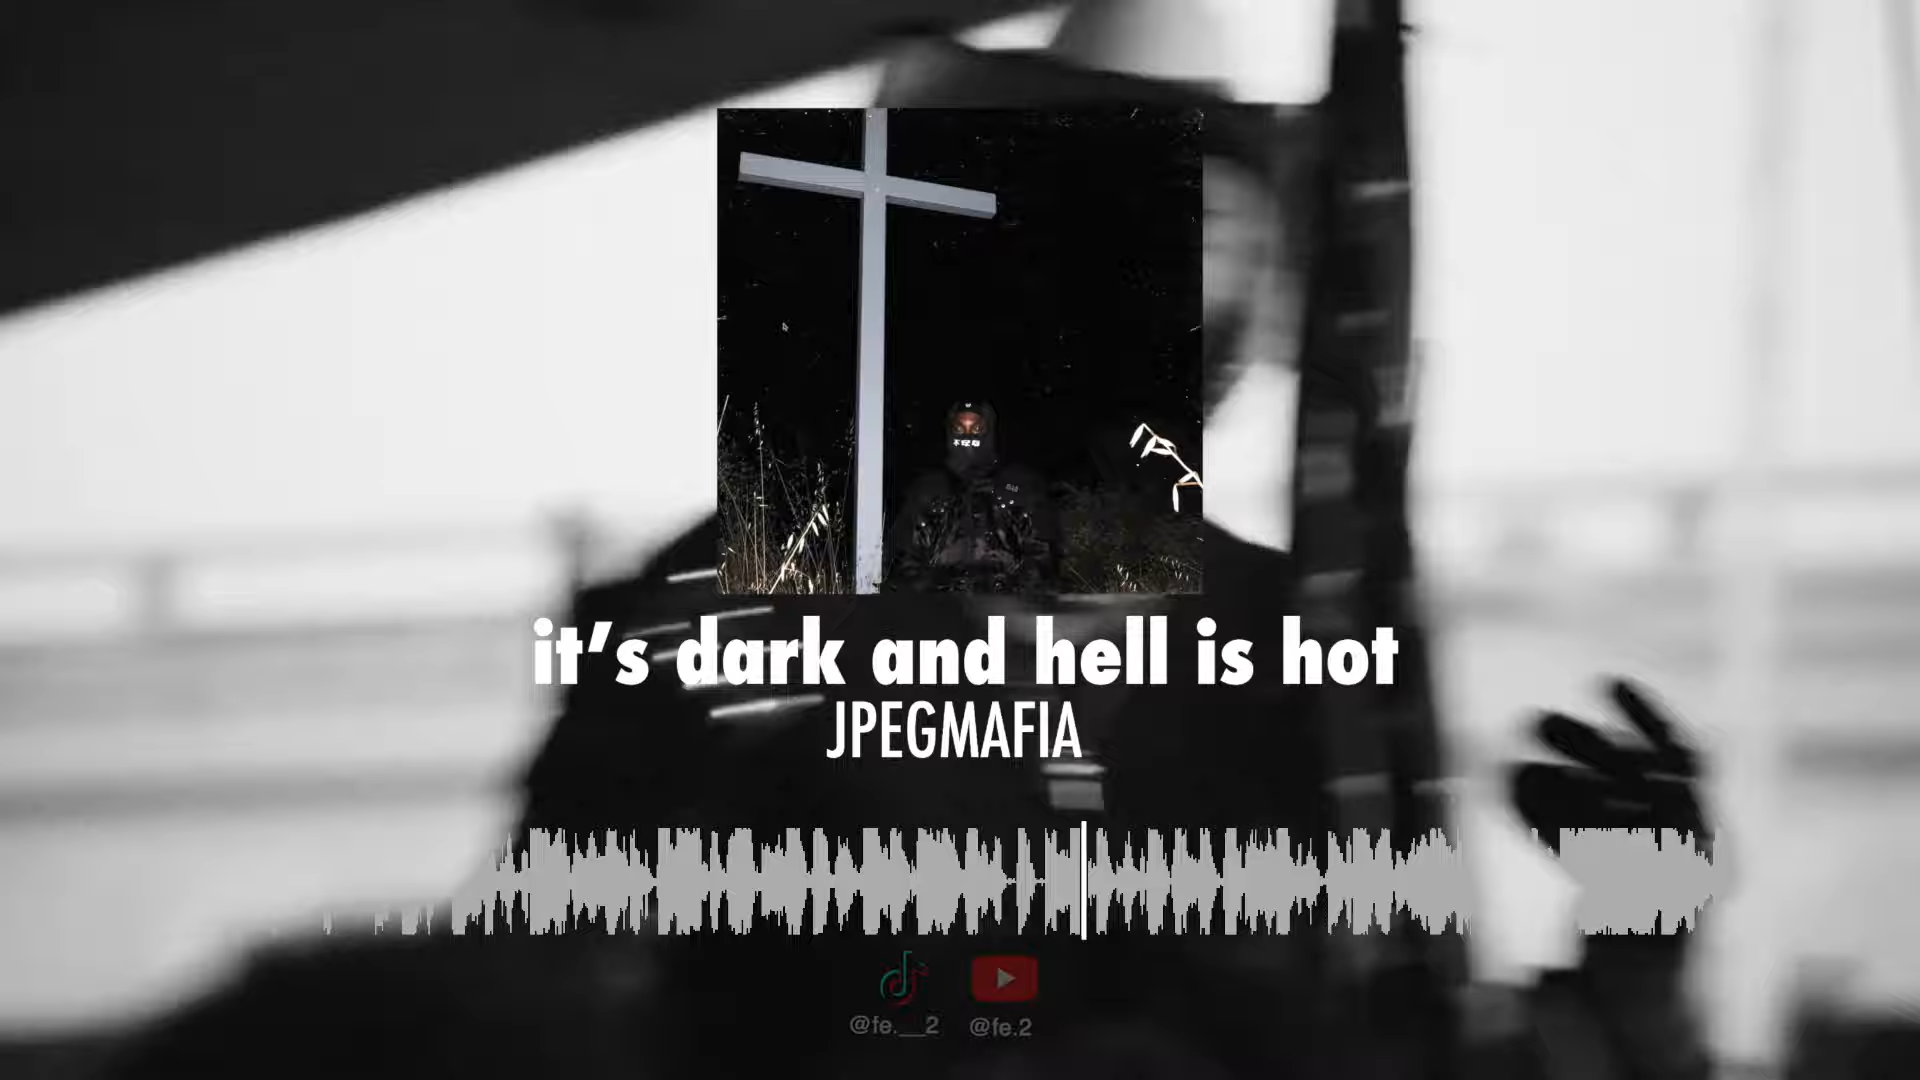 it’s dark and hell is hot
JPEGMAFIA
@fe.__2 @fe.2